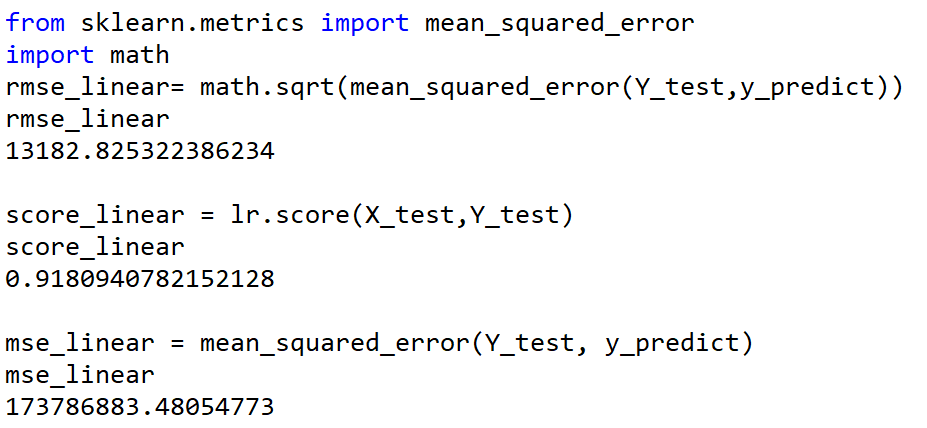 from sklearn.metrics import mean_squared_error
import math
rmse_linear= math.sqrt(mean_squared_error(Y_test,y_predict))
rmse_linear
13182.825322386234
score_linear = lr.score(X_test,Y_test)
score_linear
0.9180940782152128
mse_linear = mean_squared_error(Y_test, y_predict)
mse_linear
173786883.48054773